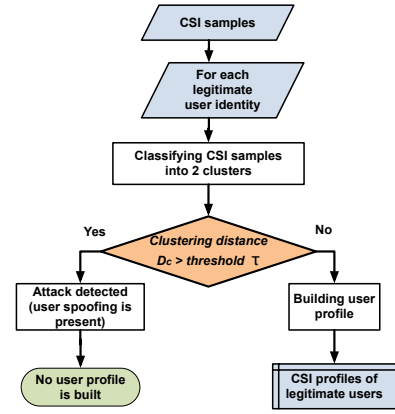 CSI samples
For each
legitimate
user identity
Classifying CSI samples
into 2 clusters
Yes
No
Clustering distance
Dc > threshold τ
Attack detected
(user spoofing is
present)
Building user
profile
No user profile
is built
CSI profiles of
legitimate users